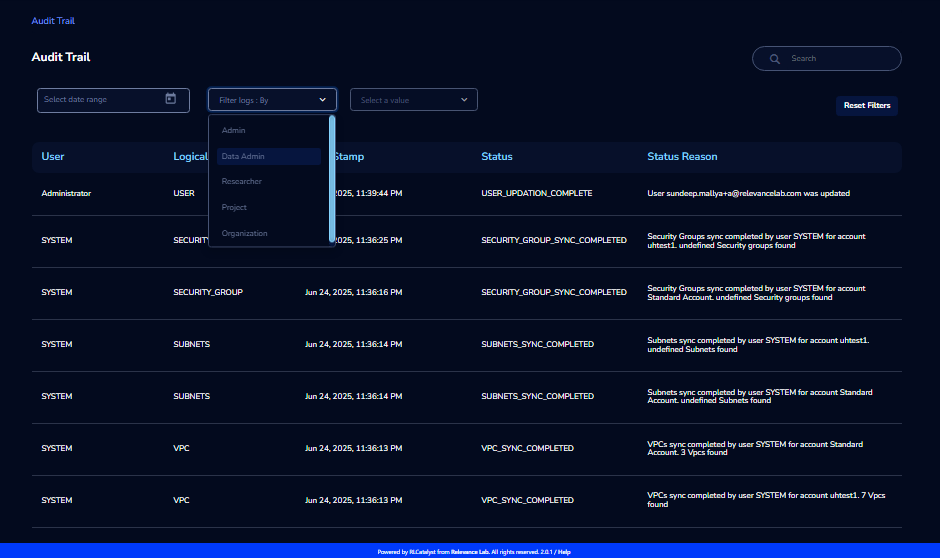 Audit Trail
Audit Trail
Search
Select date range
Filter logs : By
Select a value
Reset Filters
Admin
Data Admin
Researcher
Project
Organization
User Logical Stamp Status Status Reason
Administrator USER 2025, 11:39:44 PM USER_UPDATION_COMPLETE User sundeep.mallya+a@relevancelab.com was updated
SYSTEM SECURITY 2025, 11:36:25 PM SECURITY_GROUP_SYNC_COMPLETED Security Groups sync completed by user SYSTEM for account
uhtest1. undefined Security groups found
SYSTEM SECURITY_GROUP Jun 24, 2025, 11:36:16 PM SECURITY_GROUP_SYNC_COMPLETED Security Groups sync completed by user SYSTEM for account
Standard Account. undefined Security groups found
SYSTEM SUBNETS Jun 24, 2025, 11:36:14 PM SUBNETS_SYNC_COMPLETED Subnets sync completed by user SYSTEM for account uhtest1.
undefined Subnets found
SYSTEM SUBNETS Jun 24, 2025, 11:36:14 PM SUBNETS_SYNC_COMPLETED Subnets sync completed by user SYSTEM for account Standard
Account. undefined Subnets found
SYSTEM VPC Jun 24, 2025, 11:36:13 PM VPC_SYNC_COMPLETED VPCs sync completed by user SYSTEM for account Standard
Account. 3 Vpcs found
SYSTEM VPC Jun 24, 2025, 11:36:13 PM VPC_SYNC_COMPLETED VPCs sync completed by user SYSTEM for account uhtest1. 7 Vpcs
found
Powered by RLCatalyst from Relevance Lab. All rights reserved. 2.0.1 / Help